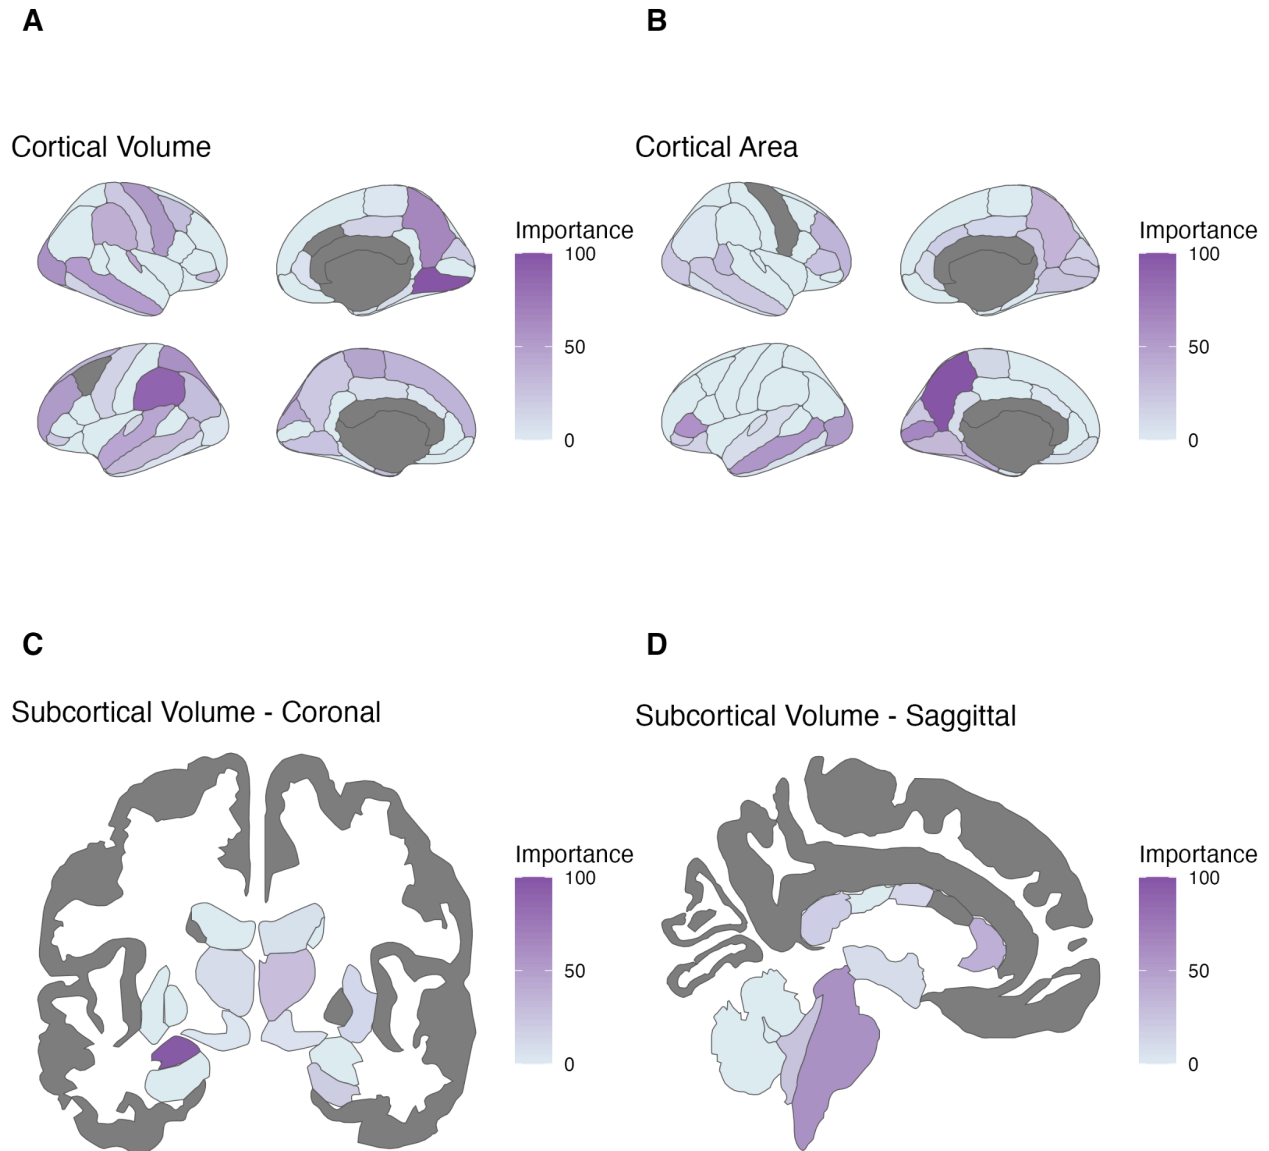 A
B
Cortical Volume
Cortical Area
Importance
100
50
0
Importance
100
50
0
C
D
Subcortical Volume - Coronal
Subcortical Volume - Saggittal
Importance
100
50
0
Importance
100
50
0